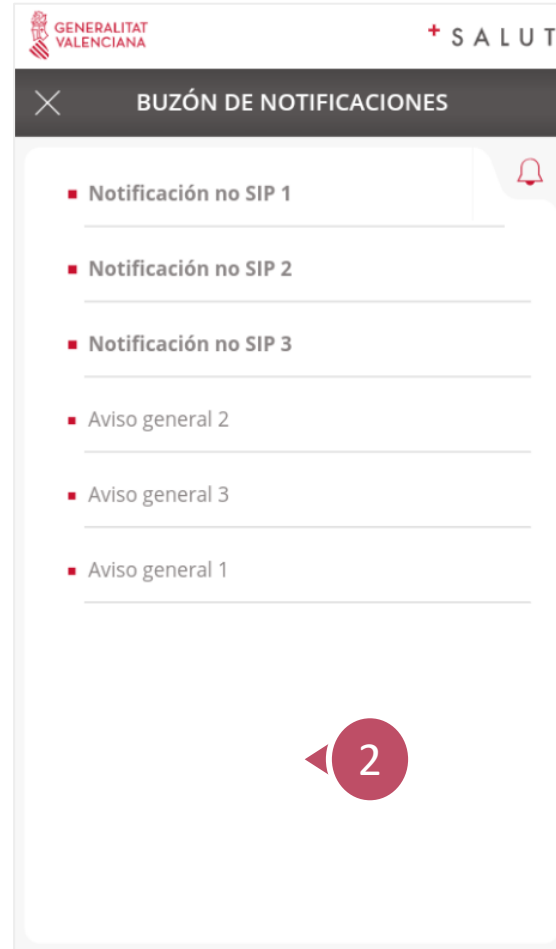 GENERALITAT
VALENCIANA
+ SALUT
BUZÓN DE NOTIFICACIONES
Notificación no SIP 1
Notificación no SIP 2
Notificación no SIP 3
Aviso general 2
Aviso general 3
Aviso general 1
2